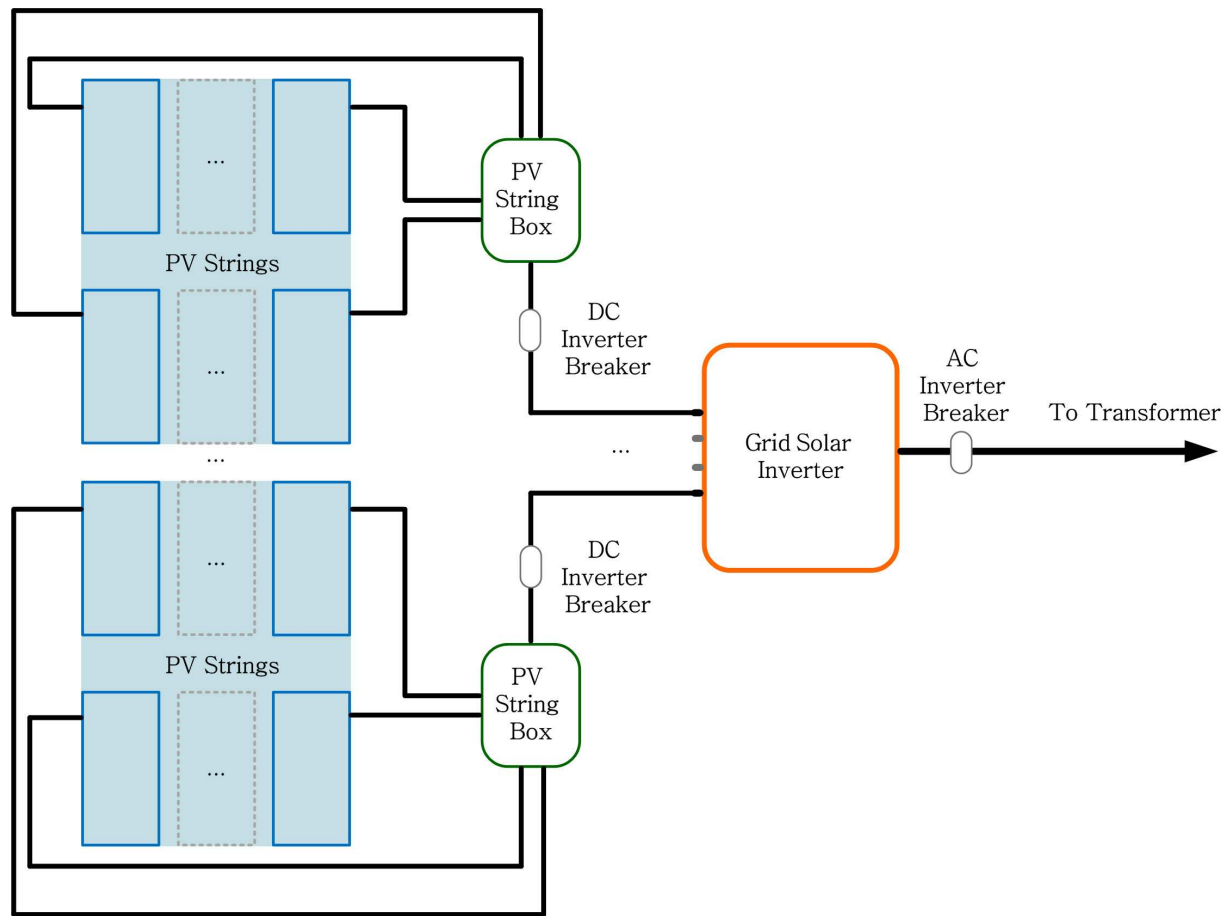 ...
PV Strings
...
...
...
PV Strings
...
PV
String
Box
DC
Inverter
Breaker
...
DC
Inverter
Breaker
PV
String
Box
Grid Solar
Inverter
AC
Inverter
Breaker
To Transformer